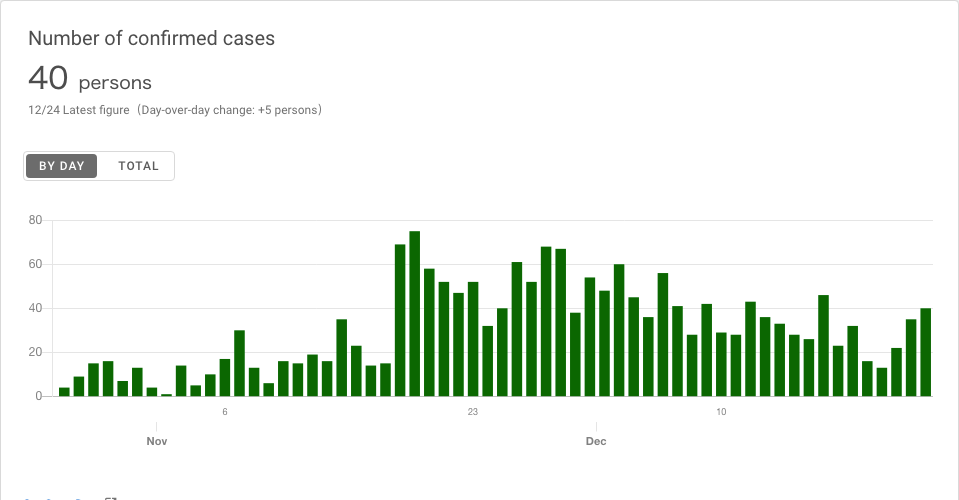 Number of confirmed cases
40 persons
12/24 Latest figure（Day-over-day change: +5 persons）
BY DAY TOTAL
80
60
40
20
0
6 23 10
Nov Dec